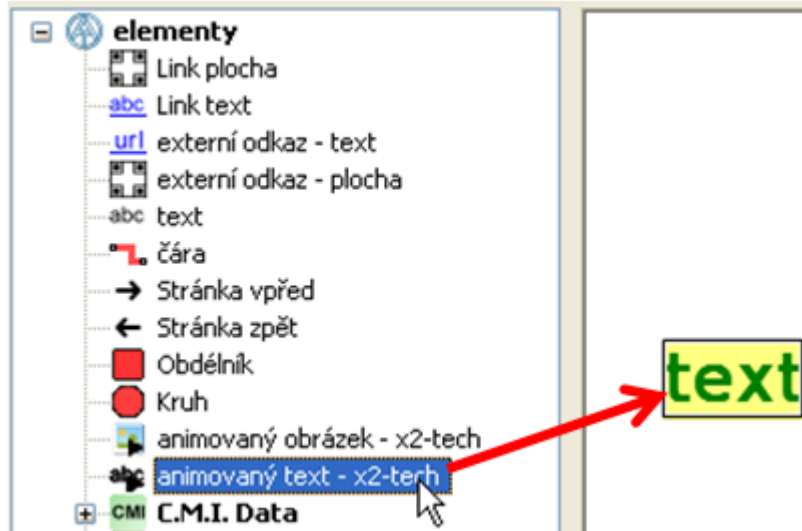 elementy
Link plocha
abc Link text
url externí odkaz - text
externí odkaz - plocha
abc text
čára
Stránka vpřed
Stránka zpět
Obdélník
Kruh
animovaný obrázek - x2-tech
abc animovaný text - x2-tech
CMI C.M.I. Data
text